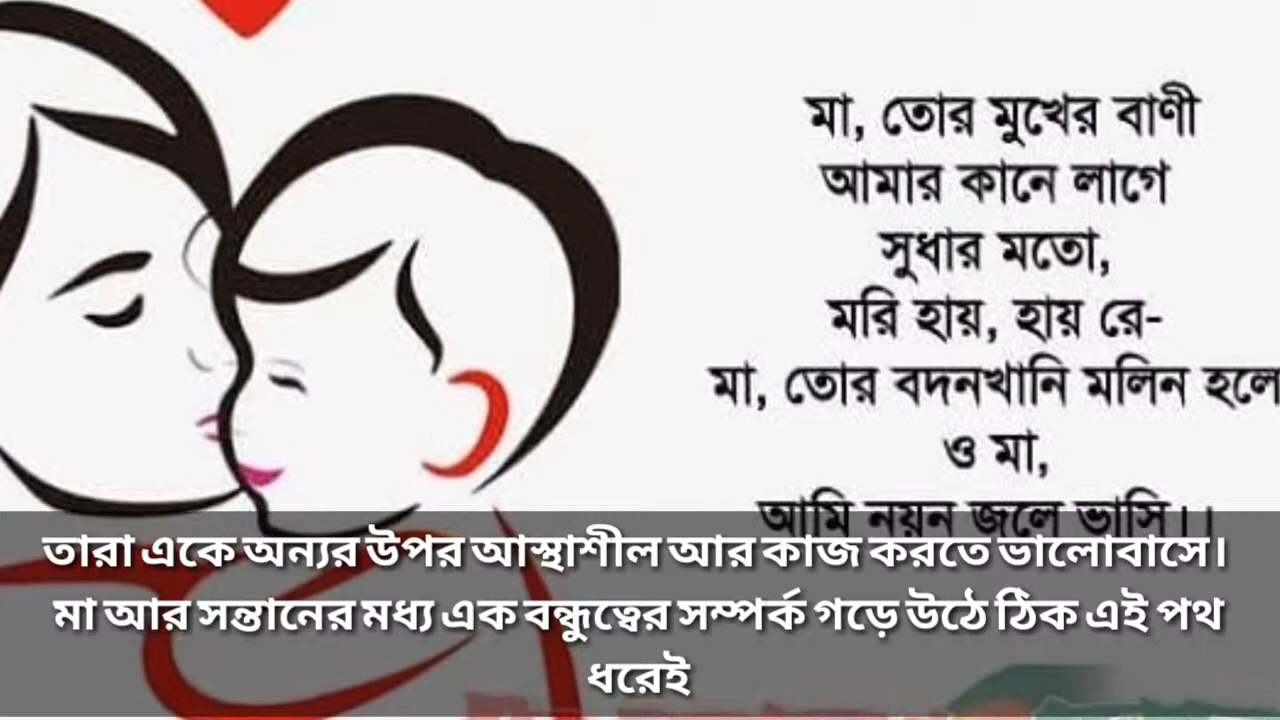 মা, তোর মুখের বাণী
আমার কানে লাগে
সুধার মতো,
মরি হায়, হায় রে-
মা, তোর বদনখানি মলিন হলে
ও মা,
আমি নয়ন জলে ভাসি।।
তারা একে অন্যর উপর আস্থাশীল আর কাজ করতে ভালোবাসে।
মা আর সন্তানের মধ্য এক বন্ধুত্বের সম্পর্ক গড়ে উঠে ঠিক এই পথ
ধরেই